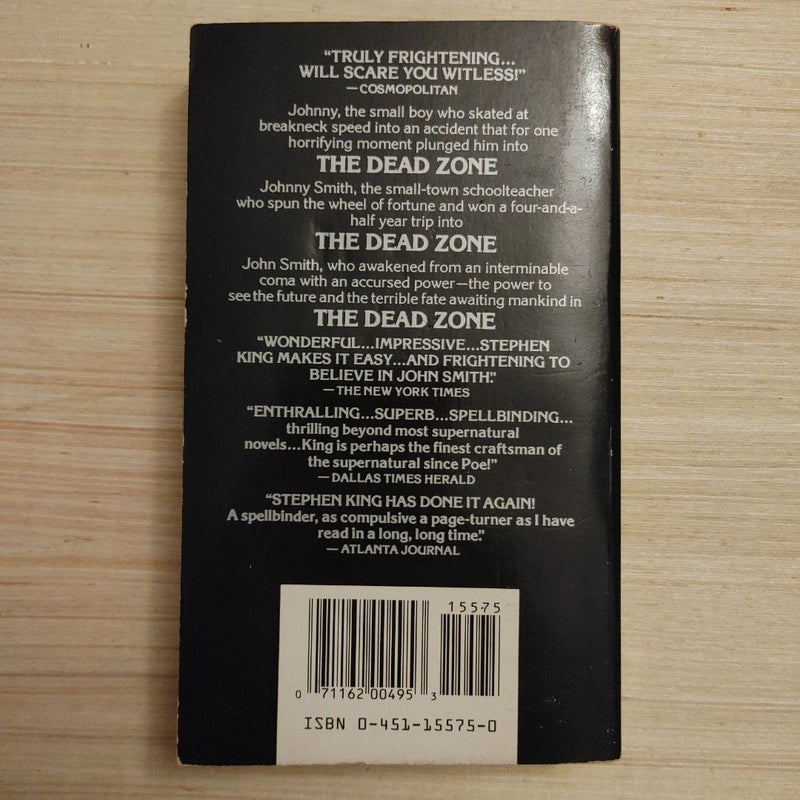 “TRULY FRIGHTENING...
WILL SCARE YOU WITLESS!”
—COSMOPOLITAN
Johnny, the small boy who skated at
breakneck speed into an accident that for one
horrifying moment plunged him into
THE DEAD ZONE
Johnny Smith, the small-town schoolteacher
who spun the wheel of fortune and won a four-and-a-
half year trip into
THE DEAD ZONE
John Smith, who awakened from an interminable
coma with an accursed power—the power to
see the future and the terrible fate awaiting mankind in
THE DEAD ZONE
“WONDERFUL...IMPRESSIVE...STEPHEN
KING MAKES IT EASY...AND FRIGHTENING TO
BELIEVE IN JOHN SMITH.”
—THE NEW YORK TIMES
“ENTHRALLING...SUPERB...SPELLBINDING...
thrilling beyond most supernatural
novels...King is perhaps the finest craftsman of
the supernatural since Poe!”
—DALLAS TIMES HERALD
“STEPHEN KING HAS DONE IT AGAIN!
A spellbinder, as compulsive a page-turner as I have
read in a long, long time.”
— ATLANTA JOURNAL
15575
0 71162 00495 3
ISBN 0-451-15575-0